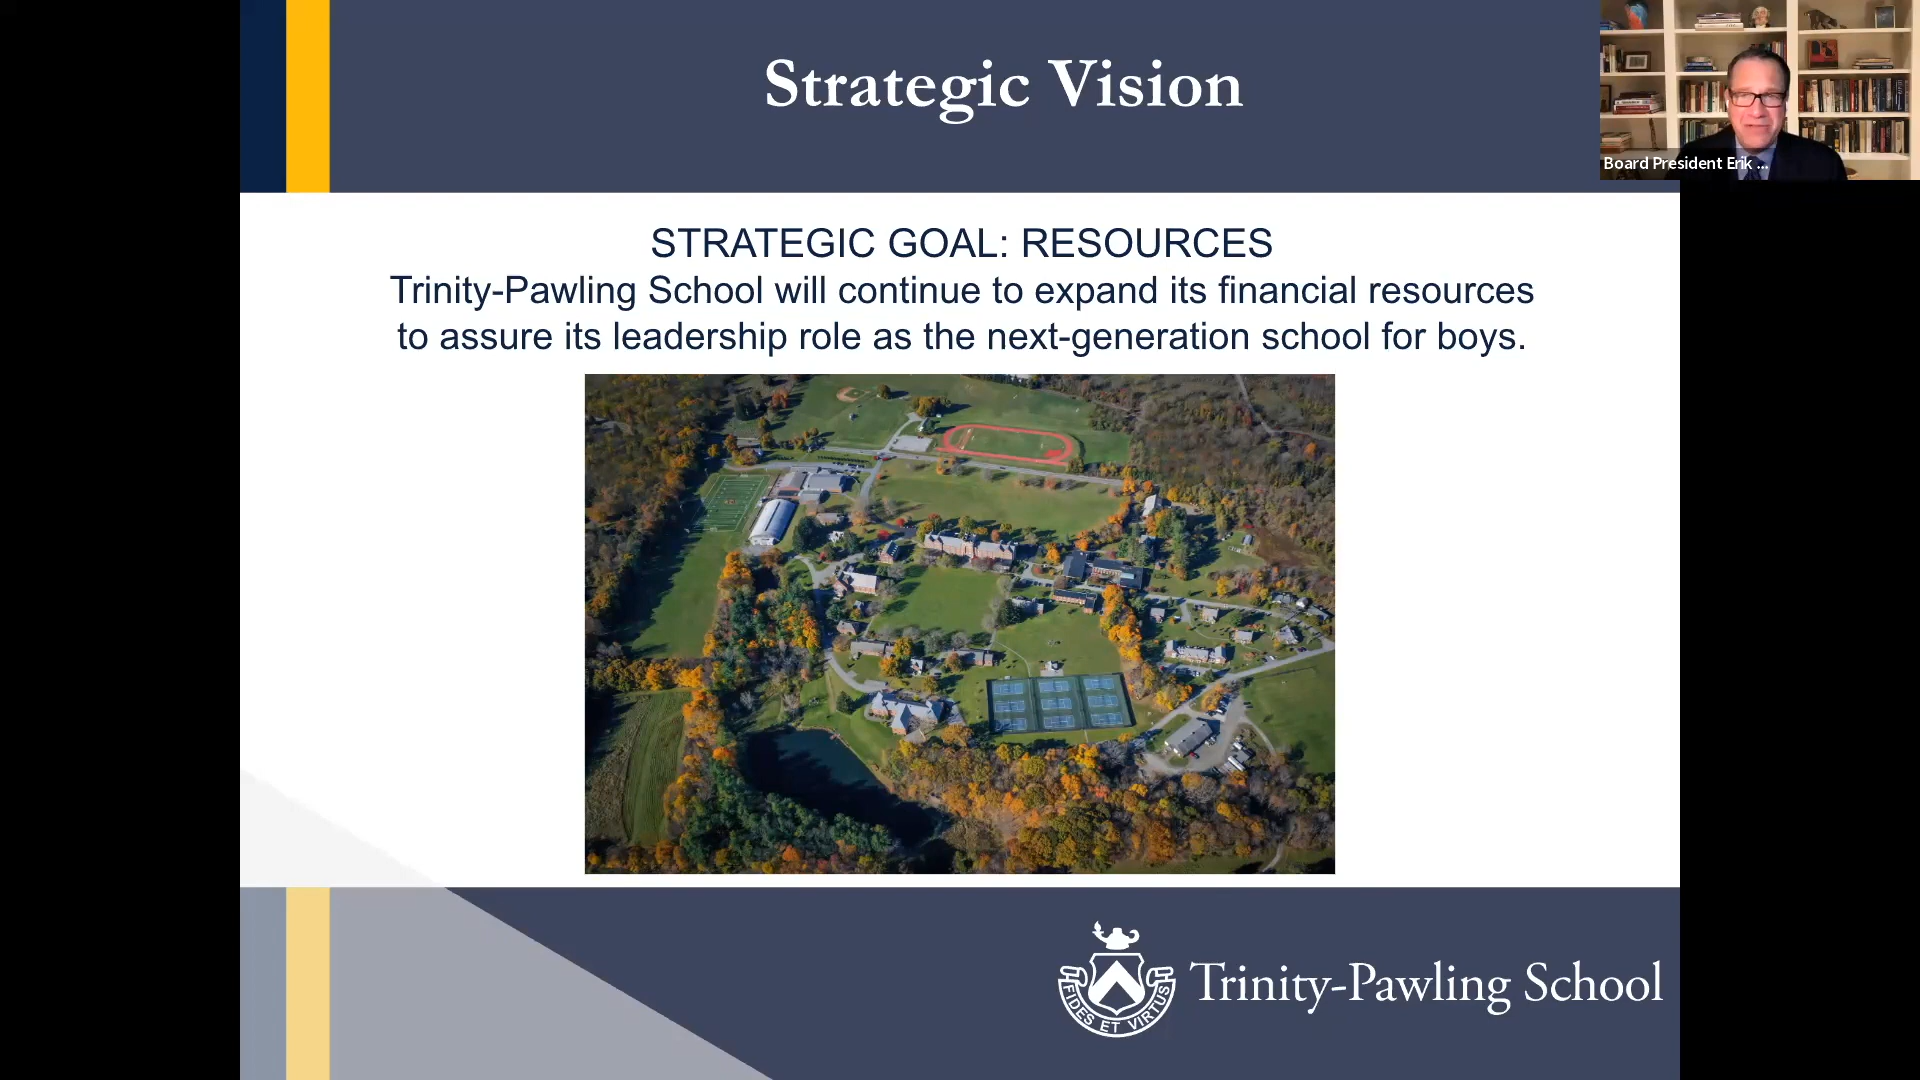 Strategic Vision
Board President Erik ...
STRATEGIC GOAL: RESOURCES
Trinity-Pawling School will continue to expand its financial resources
to assure its leadership role as the next-generation school for boys.
FIDES ET VIRTUS
Trinity-Pawling School